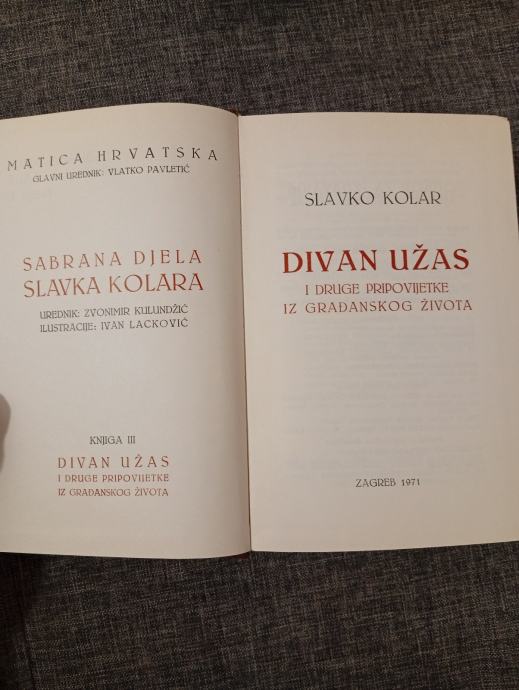 MATICA HRVATSKA
GLAVNI UREDNIK: VLATKO PAVLETIĆ
SABRANA DJELA
SLAVKA KOLARA
UREDNIK: ZVONIMIR KULUNDŽIĆ
ILUSTRACIJE: IVAN LACKOVIĆ
KNJIGA III
DIVAN UŽAS
I DRUGE PRIPOVIJETKE
IZ GRAĐANSKOG ŽIVOTA
SLAVKO KOLAR
DIVAN UŽAS
I DRUGE PRIPOVIJETKE
IZ GRAĐANSKOG ŽIVOTA
ZAGREB 1971